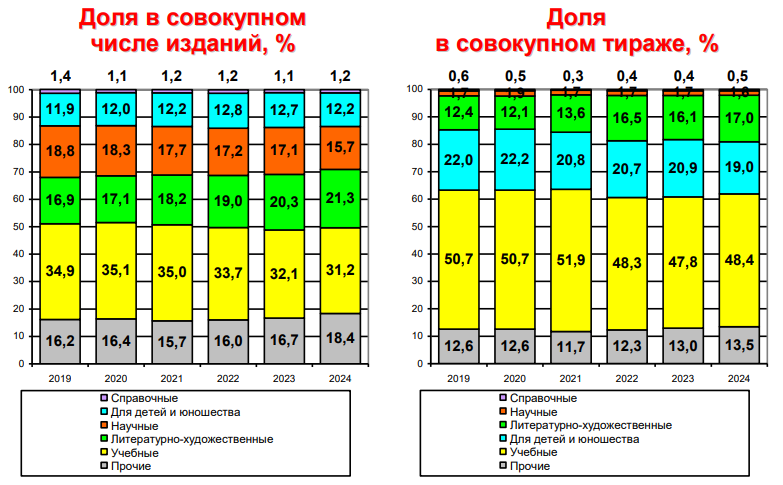 Доля в совокупном
числе изданий, %
1,4 1,1 1,2 1,2 1,1 1,2
100
11,9 12,0 12,2 12,8 12,7 12,2
90
80
18,8 18,3 17,7 17,2 17,1 15,7
70
60
16,9 17,1 18,2 19,0 20,3 21,3
50
40
34,9 35,1 35,0 33,7 32,1 31,2
30
20
10
16,2 16,4 15,7 16,0 16,7 18,4
0
2019 2020 2021 2022 2023 2024
Справочные
Для детей и юношества
Научные
Литературно-художественные
Учебные
Прочие
Доля
в совокупном тираже, %
0,6 0,5 0,3 0,4 0,4 0,5
100
1,7 1,9 1,7 1,7 1,7 1,6
90
12,4 12,1 13,6 16,5 16,1 17,0
80
22,0 22,2 20,8 20,7 20,9 19,0
70
60
50
40
50,7 50,7 51,9 48,3 47,8 48,4
30
20
10
12,6 12,6 11,7 12,3 13,0 13,5
0
2019 2020 2021 2022 2023 2024
Справочные
Научные
Литературно-художественные
Для детей и юношества
Учебные
Прочие